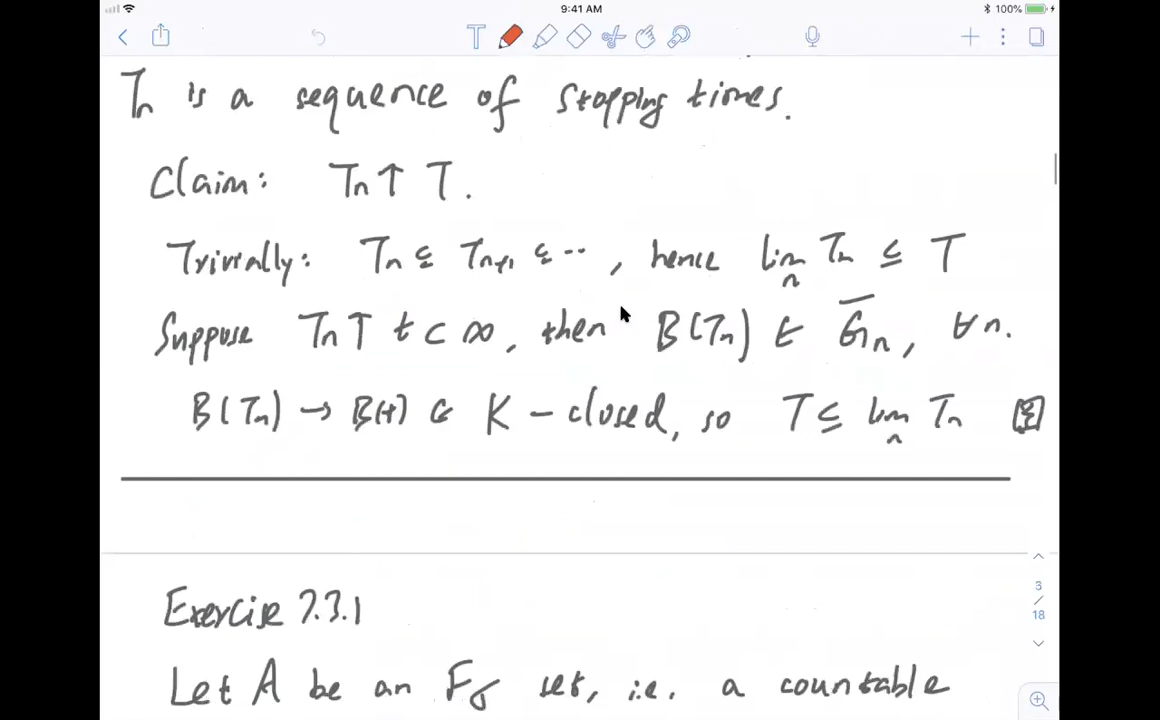 9:41 AM
100%
Tn is a sequence of stopping times.
Claim: Tn ↑ T.
Trivially: Tn ≤ Tn+1 ≤ ··· , hence lim n Tn ≤ T
Suppose Tn ↑ t < ∞, then B(Tn) ∈ G̅n, ∀n.
B(Tn) → B(t) ∈ K - closed, so T ≤ lim n Tn
Exercise 7.3.1
3
/
18
Let A be an Fσ set, i.e. a countable